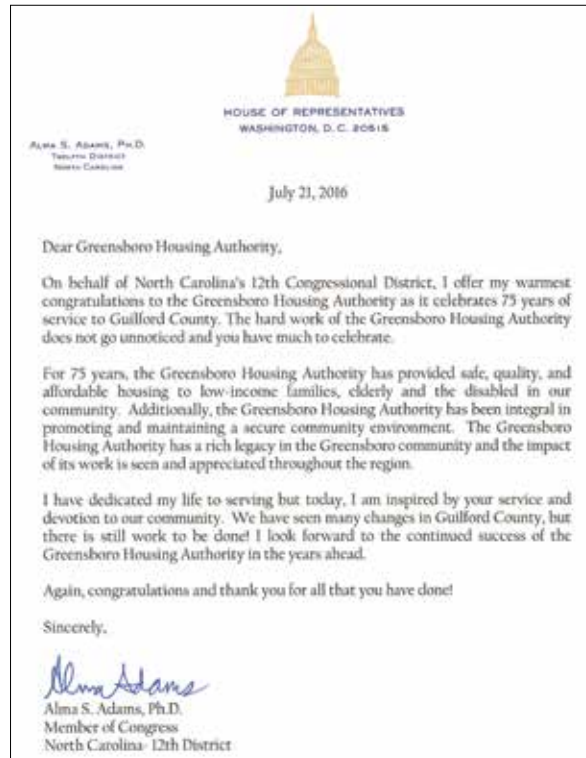 HOUSE OF REPRESENTATIVES
WASHINGTON, D. C. 20515
ALMA S. ADAMS, PH.D.
TWELFTH DISTRICT
NORTH CAROLINA
July 21, 2016
Dear Greensboro Housing Authority,
On behalf of North Carolina's 12th Congressional District, I offer my warmest
congratulations to the Greensboro Housing Authority as it celebrates 75 years of
service to Guilford County. The hard work of the Greensboro Housing Authority
does not go unnoticed and you have much to celebrate.
For 75 years, the Greensboro Housing Authority has provided safe, quality, and
affordable housing to low-income families, elderly and the disabled in our
community. Additionally, the Greensboro Housing Authority has been integral in
promoting and maintaining a secure community environment. The Greensboro
Housing Authority has a rich legacy in the Greensboro community and the impact
of its work is seen and appreciated throughout the region.
I have dedicated my life to serving but today, I am inspired by your service and
devotion to our community. We have seen many changes in Guilford County, but
there is still work to be done! I look forward to the continued success of the
Greensboro Housing Authority in the years ahead.
Again, congratulations and thank you for all that you have done!
Sincerely,
Alma Adams
Alma S. Adams, Ph.D.
Member of Congress
North Carolina- 12th District